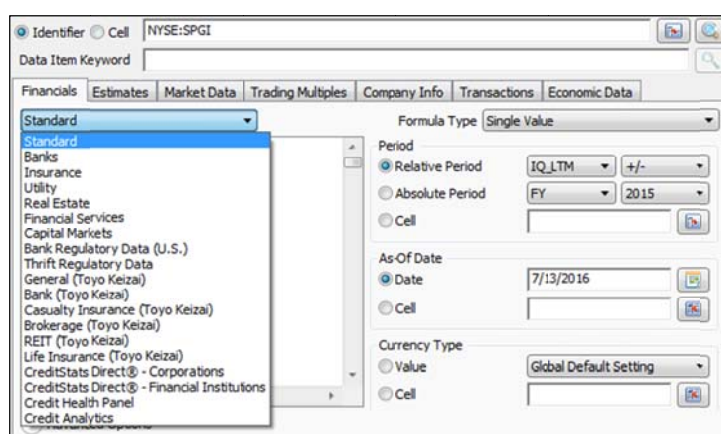 Identifier Cell NYSE:SPGI
Data Item Keyword
Financials Estimates Market Data Trading Multiples Company Info Transactions Economic Data
Standard Formula Type Single Value
Standard
Banks
Insurance
Utility
Real Estate
Financial Services
Capital Markets
Bank Regulatory Data (U.S.)
Thrift Regulatory Data
General (Toyo Keizai)
Bank (Toyo Keizai)
Casualty Insurance (Toyo Keizai)
Brokerage (Toyo Keizai)
REIT (Toyo Keizai)
Life Insurance (Toyo Keizai)
CreditStats Direct® - Corporations
CreditStats Direct® - Financial Institutions
Credit Health Panel
Credit Analytics
Advanced Options
Period
Relative Period IQ_LTM +/-
Absolute Period FY 2015
Cell
As-Of Date
Date 7/13/2016
Cell
Currency Type
Value Global Default Setting
Cell